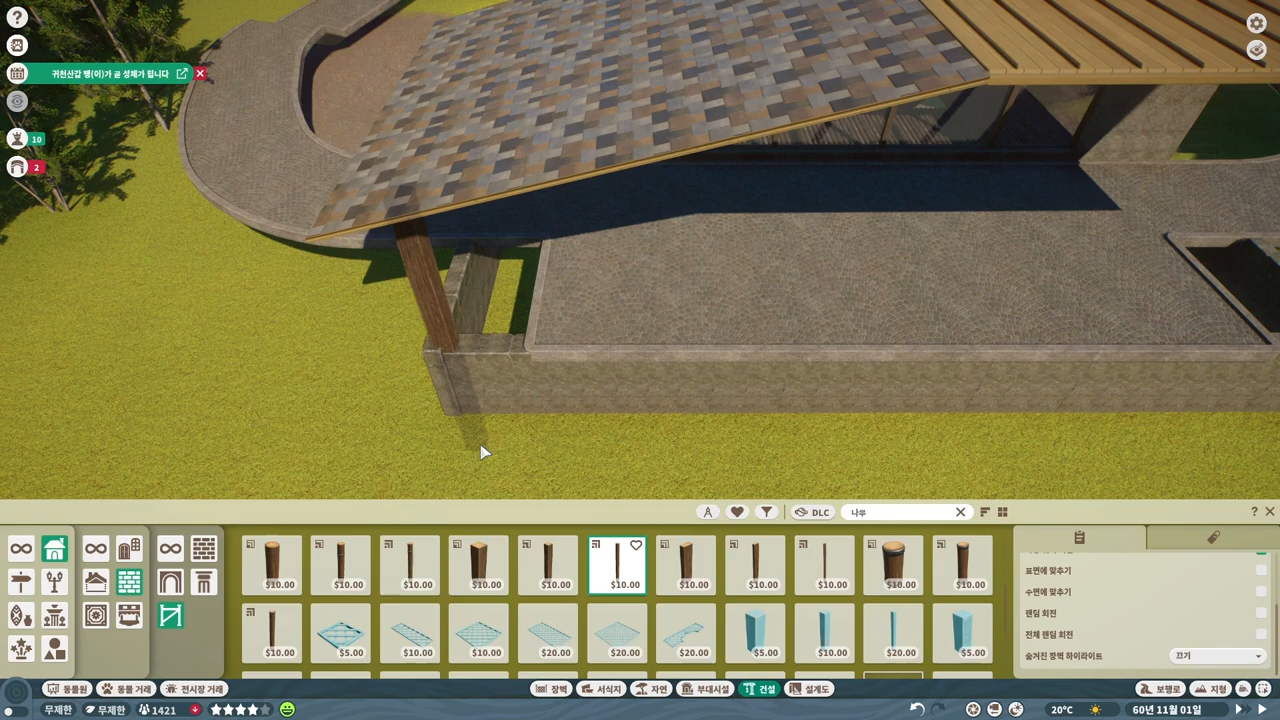 ?
귀천산갑 뱅(이)가 곧 성체가 됩니다
10
2
DLC
나무
?
$10.00 $10.00 $10.00 $10.00 $10.00 $10.00 $10.00 $10.00 $10.00 $10.00 $10.00
$10.00 $5.00 $10.00 $10.00 $20.00 $20.00 $20.00 $5.00 $10.00 $20.00 $5.00
표면에 맞추기
수면에 맞추기
랜덤 회전
전체 랜덤 회전
숨겨진 장벽 하이라이트
끄기
동물원 동물 거래 전시장 거래 장벽 서식지 자연 부대시설 건설 설계도 보행로 지형
무제한 무제한 1421 20°C 60년 11월 01일